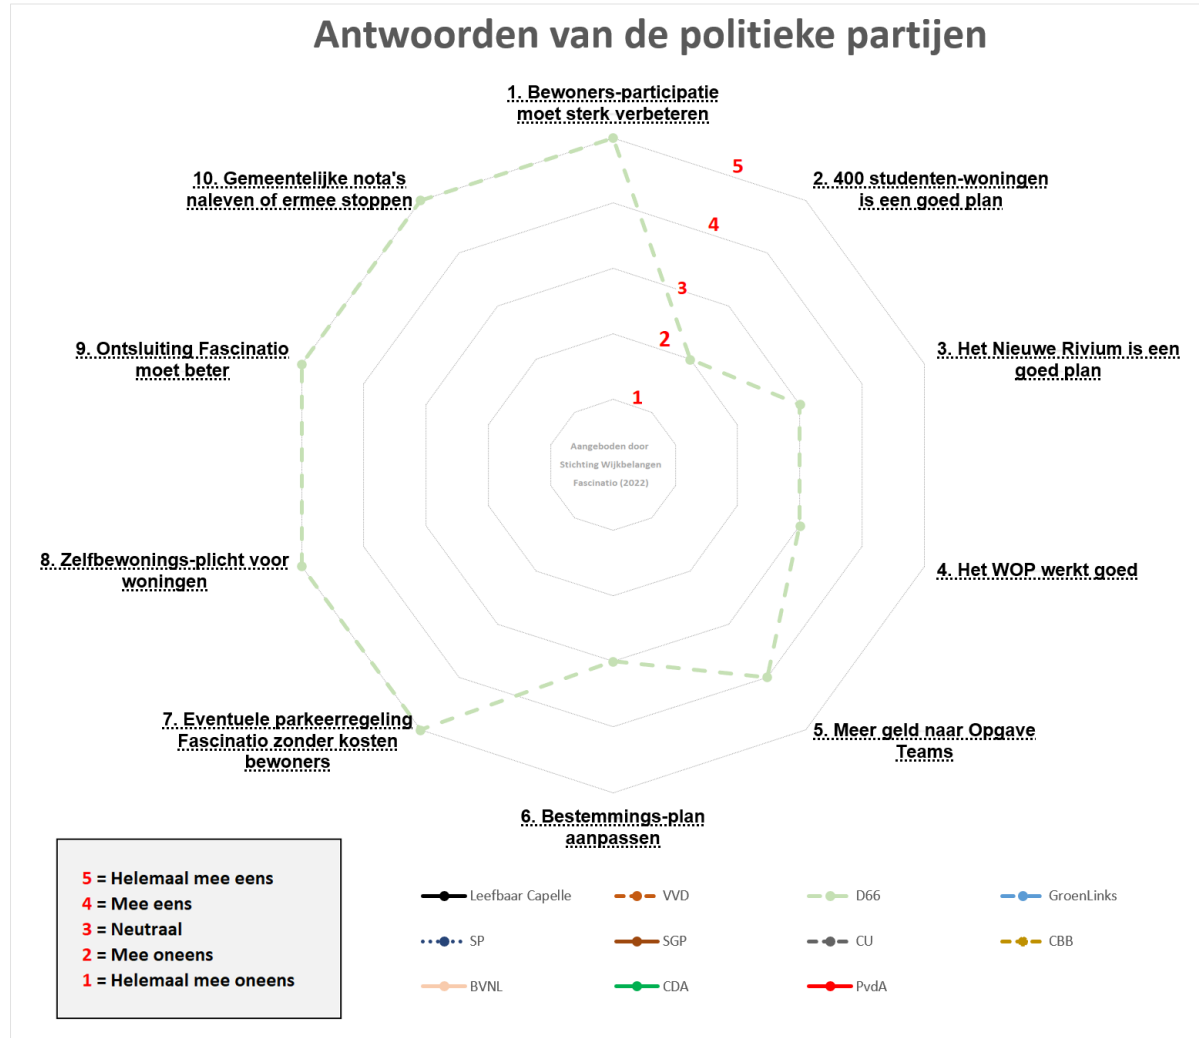 Antwoorden van de politieke partijen
1. Bewoners-participatie
moet sterk verbeteren
10. Gemeentelijke nota's
naleven of ermee stoppen
5
2. 400 studenten-woningen
is een goed plan
4
3
2
9. Ontsluiting Fascinatio
moet beter
3. Het Nieuwe Rivium is een
goed plan
1
Aangeboden door
Stichting Wijkbelangen
Fascinatio (2022)
8. Zelfbewonings-plicht voor
woningen
4. Het WOP werkt goed
7. Eventuele parkeerregeling
Fascinatio zonder kosten
bewoners
5. Meer geld naar Opgave
Teams
6. Bestemmings-plan
aanpassen
5 = Helemaal mee eens
4 = Mee eens
3 = Neutraal
2 = Mee oneens
1 = Helemaal mee oneens
Leefbaar Capelle VVD D66 GroenLinks
SP SGP CU CBB
BVNL CDA PvdA